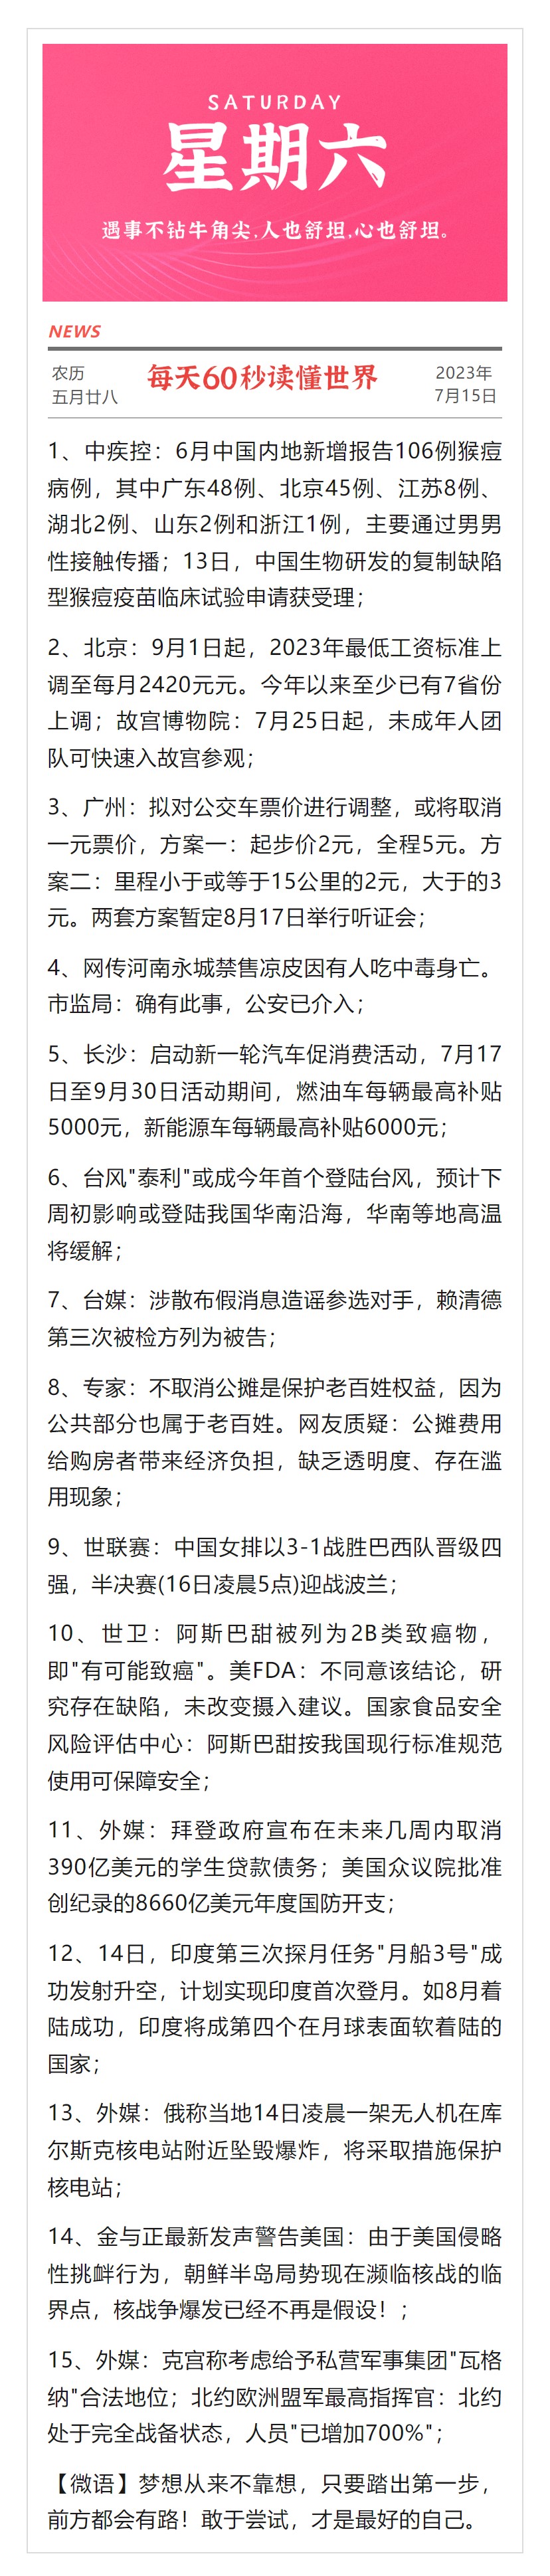 SATURDAY
星期六
遇事不钻牛角尖,人也舒坦,心也舒坦。
NEWS
农历
五月廿八
每天60秒读懂世界
2023年
7月15日
1、中疾控：6月中国内地新增报告106例猴痘
病例，其中广东48例、北京45例、江苏8例、
湖北2例、山东2例和浙江1例，主要通过男男
性接触传播；13日，中国生物研发的复制缺陷
型猴痘疫苗临床试验申请获受理；
2、北京：9月1日起，2023年最低工资标准上
调至每月2420元元。今年以来至少已有7省份
上调；故宫博物院：7月25日起，未成年人团
队可快速入故宫参观；
3、广州：拟对公交车票价进行调整，或将取消
一元票价，方案一：起步价2元，全程5元。方
案二：里程小于或等于15公里的2元，大于的3
元。两套方案暂定8月17日举行听证会；
4、网传河南永城禁售凉皮因有人吃中毒身亡。
市监局：确有此事，公安已介入；
5、长沙：启动新一轮汽车促消费活动，7月17
日至9月30日活动期间，燃油车每辆最高补贴
5000元，新能源车每辆最高补贴6000元；
6、台风"泰利"或成今年首个登陆台风，预计下
周初影响或登陆我国华南沿海，华南等地高温
将缓解；
7、台媒：涉散布假消息造谣参选对手，赖清德
第三次被检方列为被告；
8、专家：不取消公摊是保护老百姓权益，因为
公共部分也属于老百姓。网友质疑：公摊费用
给购房者带来经济负担，缺乏透明度、存在滥
用现象；
9、世联赛：中国女排以3-1战胜巴西队晋级四
强，半决赛(16日凌晨5点)迎战波兰；
10、世卫：阿斯巴甜被列为2B类致癌物，
即"有可能致癌"。美FDA：不同意该结论，研
究存在缺陷，未改变摄入建议。国家食品安全
风险评估中心：阿斯巴甜按我国现行标准规范
使用可保障安全；
11、外媒：拜登政府宣布在未来几周内取消
390亿美元的学生贷款债务；美国众议院批准
创纪录的8660亿美元年度国防开支；
12、14日，印度第三次探月任务"月船3号"成
功发射升空，计划实现印度首次登月。如8月着
陆成功，印度将成第四个在月球表面软着陆的
国家；
13、外媒：俄称当地14日凌晨一架无人机在库
尔斯克核电站附近坠毁爆炸，将采取措施保护
核电站；
14、金与正最新发声警告美国：由于美国侵略
性挑衅行为，朝鲜半岛局势现在濒临核战的临
界点，核战争爆发已经不再是假设！；
15、外媒：克宫称考虑给予私营军事集团"瓦格
纳"合法地位；北约欧洲盟军最高指挥官：北约
处于完全战备状态，人员"已增加700%"；
【微语】梦想从来不靠想，只要踏出第一步，
前方都会有路！敢于尝试，才是最好的自己。